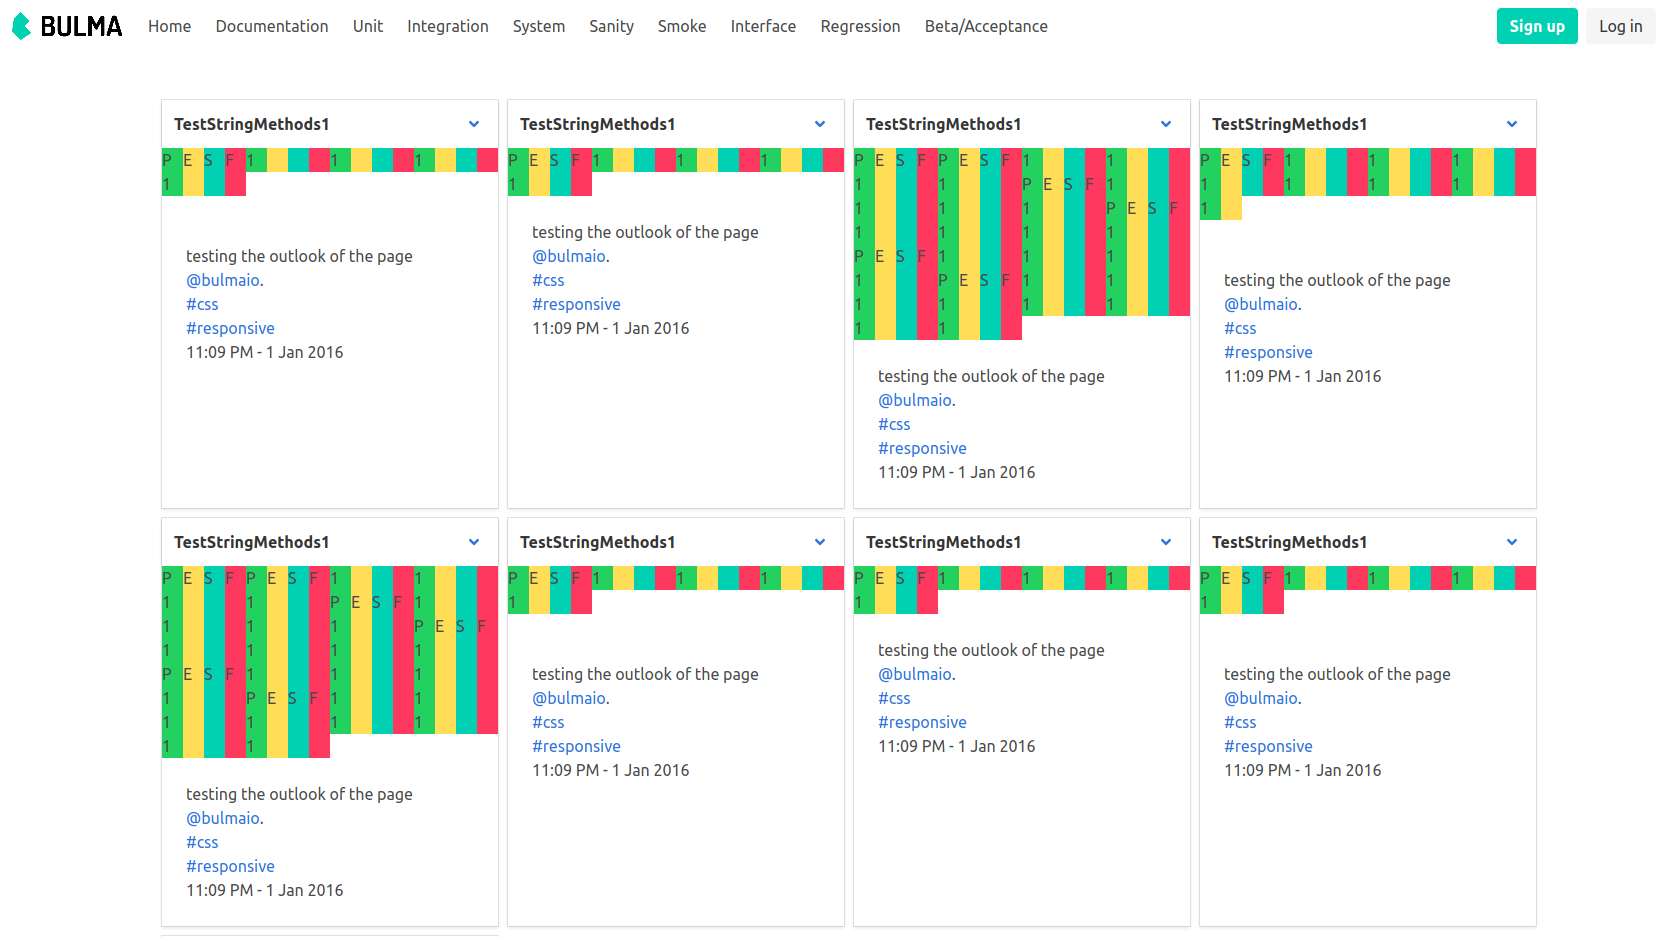 BULMA Home Documentation Unit Integration System Sanity Smoke Interface Regression Beta/Acceptance Sign up Log in
TestStringMethods1
P E S F 1 1 1
1
testing the outlook of the page
@bulmaio.
#css
#responsive
11:09 PM - 1 Jan 2016
TestStringMethods1
P E S F 1 1 1
1
testing the outlook of the page
@bulmaio.
#css
#responsive
11:09 PM - 1 Jan 2016
TestStringMethods1
P E S F P E S F 1 1
1 1 P E S F 1
1 1 1 P E S F
1 1 1 1
P E S F 1 1 1
1 P E S F 1 1
1 1 1 1
1 1
testing the outlook of the page
@bulmaio.
#css
#responsive
11:09 PM - 1 Jan 2016
TestStringMethods1
P E S F 1 1 1
1 1 1 1
1
testing the outlook of the page
@bulmaio.
#css
#responsive
11:09 PM - 1 Jan 2016
TestStringMethods1
P E S F P E S F 1 1
1 1 P E S F 1
1 1 1 P E S F
1 1 1 1
P E S F 1 1 1
1 P E S F 1 1
1 1 1 1
1 1
testing the outlook of the page
@bulmaio.
#css
#responsive
11:09 PM - 1 Jan 2016
TestStringMethods1
P E S F 1 1 1
1
testing the outlook of the page
@bulmaio.
#css
#responsive
11:09 PM - 1 Jan 2016
TestStringMethods1
P E S F 1 1 1
1
testing the outlook of the page
@bulmaio.
#css
#responsive
11:09 PM - 1 Jan 2016
TestStringMethods1
P E S F 1 1 1
1
testing the outlook of the page
@bulmaio.
#css
#responsive
11:09 PM - 1 Jan 2016